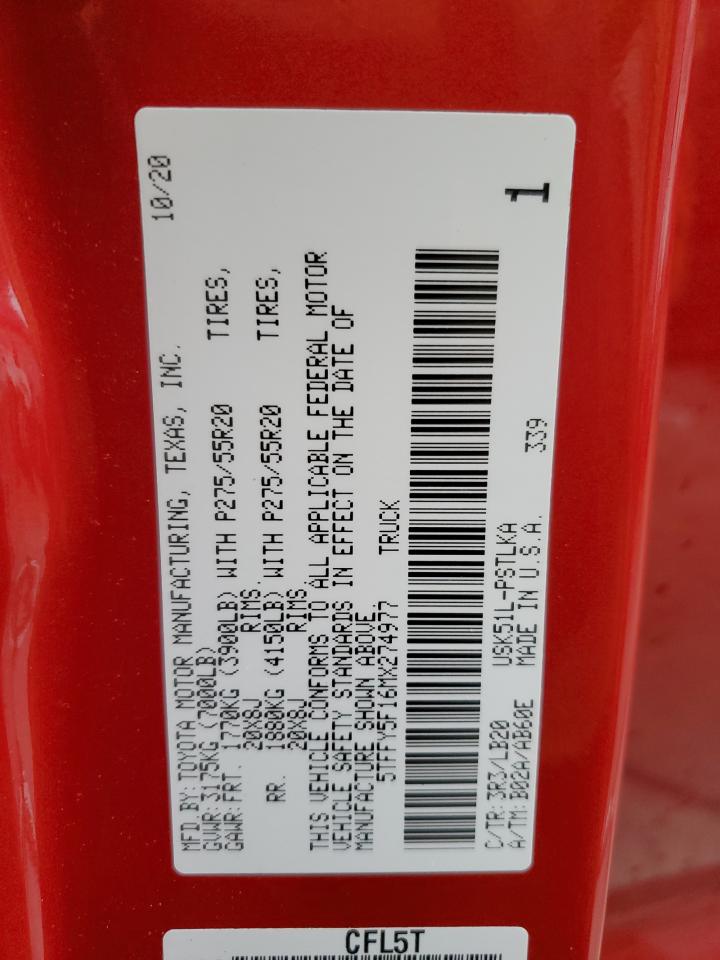 MFD. BY: TOYOTA MOTOR MANUFACTURING, TEXAS, INC. 10/20
GVWR: 3175KG (7000LB)
GAWR: FRT. 1770KG (3900LB) WITH P275/55R20 TIRES,
20X8J RIMS.
RR. 1880KG (4150LB) WITH P275/55R20 TIRES,
20X8J RIMS.
THIS VEHICLE CONFORMS TO ALL APPLICABLE FEDERAL MOTOR
VEHICLE SAFETY STANDARDS IN EFFECT ON THE DATE OF
MANUFACTURE SHOWN ABOVE.
5TFFY5F16MX274977 TRUCK
1
C/TR: 3R3/LB20 USK51L-PSTLKA 339
A/TM: B02A/AB60E MADE IN U.S.A.
CFL5T